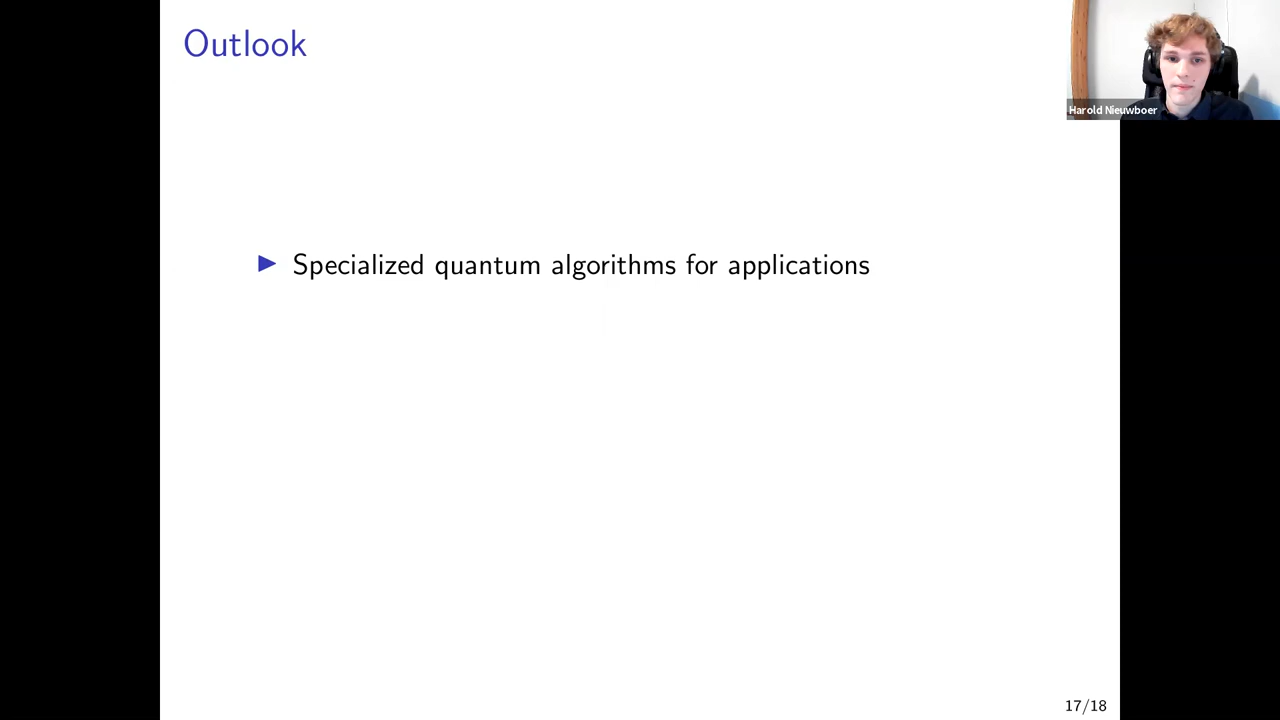 Outlook
Harold Nieuwboer
▶ Specialized quantum algorithms for applications
17/18